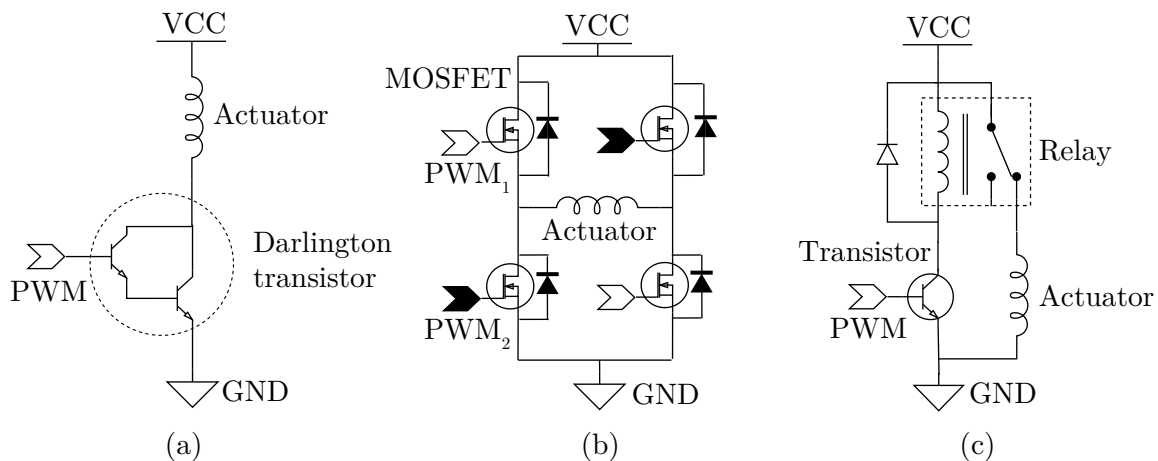 VCC
Actuator
Darlington
transistor
PWM
GND
(a)
VCC
MOSFET
PWM₁
Actuator
PWM₂
GND
(b)
VCC
Relay
Transistor
PWM
Actuator
GND
(c)